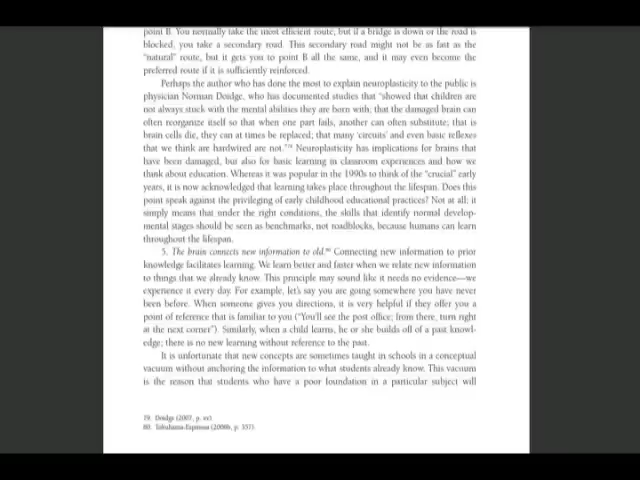 point B. You normally take the most efficient route, but if a bridge is down or the road is
blocked, you take a secondary road. This secondary road might not be as fast as the
"natural" route, but it gets you to point B all the same, and it may even become the
preferred route if it is sufficiently reinforced.
Perhaps the author who has done the most to explain neuroplasticity to the public is
physician Norman Doidge, who has documented studies that "showed that children are
not always stuck with the mental abilities they are born with; that the damaged brain can
often reorganize itself so that when one part fails, another can often substitute; that is
brain cells die, they can at times be replaced; that many 'circuits' and even basic reflexes
that we think are hardwired are not."79 Neuroplasticity has implications for brains that
have been damaged, but also for basic learning in classroom experiences and how we
think about education. Whereas it was popular in the 1990s to think of the "crucial" early
years, it is now acknowledged that learning takes place throughout the lifespan. Does this
point speak against the privileging of early childhood educational practices? Not at all; it
simply means that under the right conditions, the skills that identify normal develop-
mental stages should be seen as benchmarks, not roadblocks, because humans can learn
throughout the lifespan.
5. The brain connects new information to old.80 Connecting new information to prior
knowledge facilitates learning. We learn better and faster when we relate new information
to things that we already know. This principle may sound like it needs no evidence—we
experience it every day. For example, let's say you are going somewhere you have never
been before. When someone gives you directions, it is very helpful if they offer you a
point of reference that is familiar to you ("You'll see the post office; from there, turn right
at the next corner"). Similarly, when a child learns, he or she builds off of past knowl-
edge; there is no new learning without reference to the past.
It is unfortunate that new concepts are sometimes taught in schools in a conceptual
vacuum without anchoring the information to what students already know. This vacuum
is the reason that students who have a poor foundation in a particular subject will
79. Doidge (2007, p. xv).
80. Tokuhama-Espinosa (2008b, p. 357).